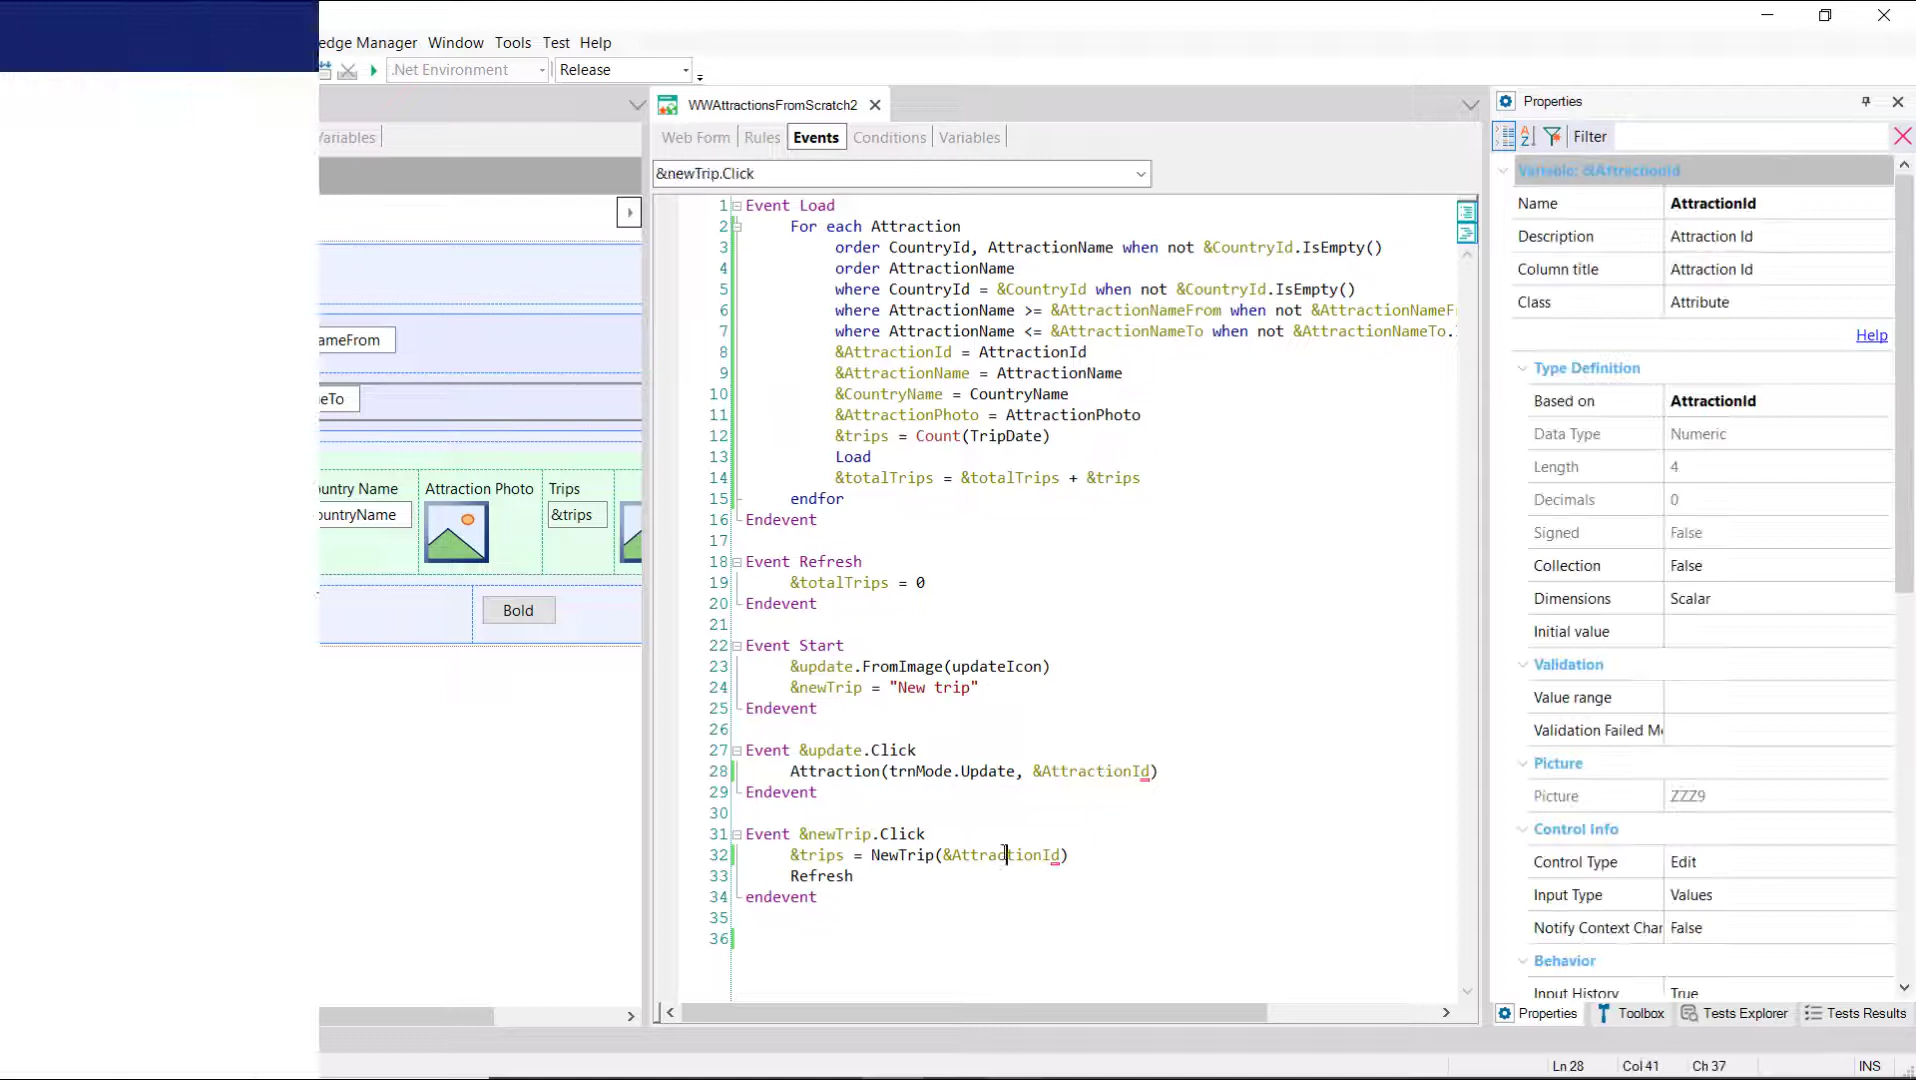 edge Manager Window Tools Test Help
.Net Environment Release
WWAttractionsFromScratch2
Variables
Web Form Rules Events Conditions Variables
&newTrip.Click
1 Event Load
2 For each Attraction
3 order CountryId, AttractionName when not &CountryId.IsEmpty()
4 order AttractionName
5 where CountryId = &CountryId when not &CountryId.IsEmpty()
6 where AttractionName >= &AttractionNameFrom when not &AttractionNameF
7 where AttractionName <= &AttractionNameTo when not &AttractionNameTo.
8 &AttractionId = AttractionId
9 &AttractionName = AttractionName
10 &CountryName = CountryName
11 &AttractionPhoto = AttractionPhoto
12 &trips = Count(TripDate)
13 Load
14 &totalTrips = &totalTrips + &trips
15 endfor
16 Endevent
17
18 Event Refresh
19 &totalTrips = 0
20 Endevent
21
22 Event Start
23 &update.FromImage(updateIcon)
24 &newTrip = "New trip"
25 Endevent
26
27 Event &update.Click
28 Attraction(trnMode.Update, &AttractionId)
29 Endevent
30
31 Event &newTrip.Click
32 &trips = NewTrip(&AttractionId)
33 Refresh
34 endevent
35
36
ameFrom
eTo
untry Name Attraction Photo Trips
ountryName &trips
Bold
Properties
Filter
Variable: &AttractionId
Name AttractionId
Description Attraction Id
Column title Attraction Id
Class Attribute
Help
Type Definition
Based on AttractionId
Data Type Numeric
Length 4
Decimals 0
Signed False
Collection False
Dimensions Scalar
Initial value
Validation
Value range
Validation Failed M
Picture
Picture ZZZ9
Control Info
Control Type Edit
Input Type Values
Notify Context Char False
Behavior
Input History True
Properties Toolbox Tests Explorer Tests Results
Ln 28 Col 41 Ch 37 INS